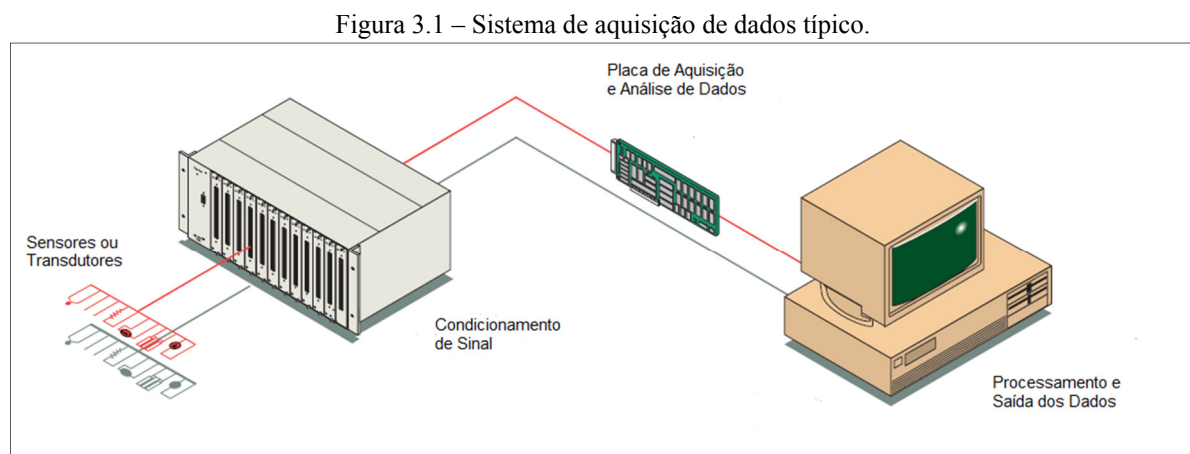 Figura 3.1 – Sistema de aquisição de dados típico.
Placa de Aquisição
e Análise de Dados
Sensores ou
Transdutores
Condicionamento
de Sinal
Processamento e
Saída dos Dados